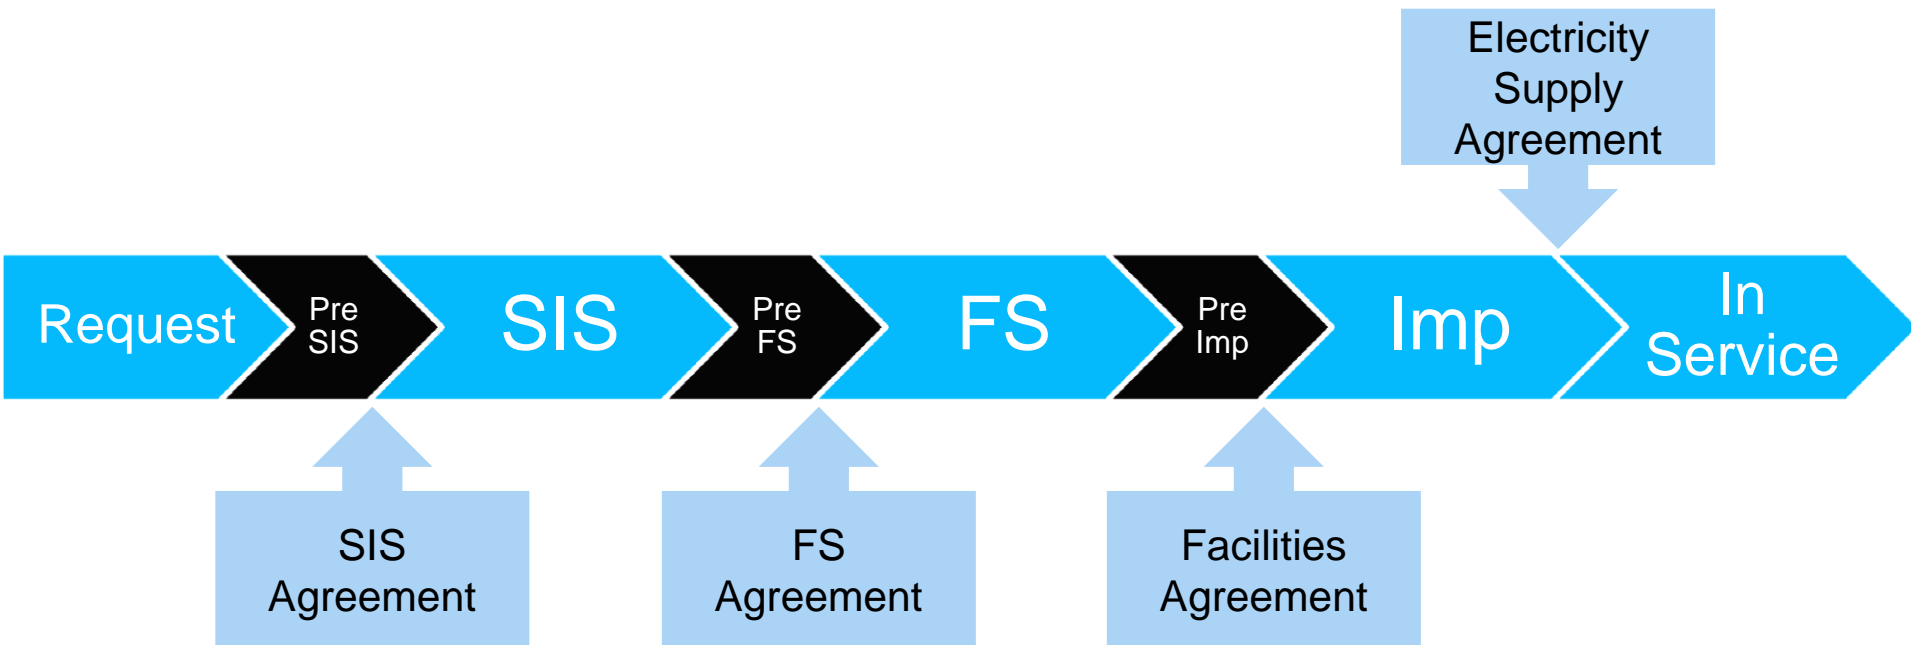 Electricity
Supply
Agreement
Request
Pre
SIS
SIS
Pre
FS
FS
Pre
Imp
Imp
In
Service
SIS
Agreement
FS
Agreement
Facilities
Agreement